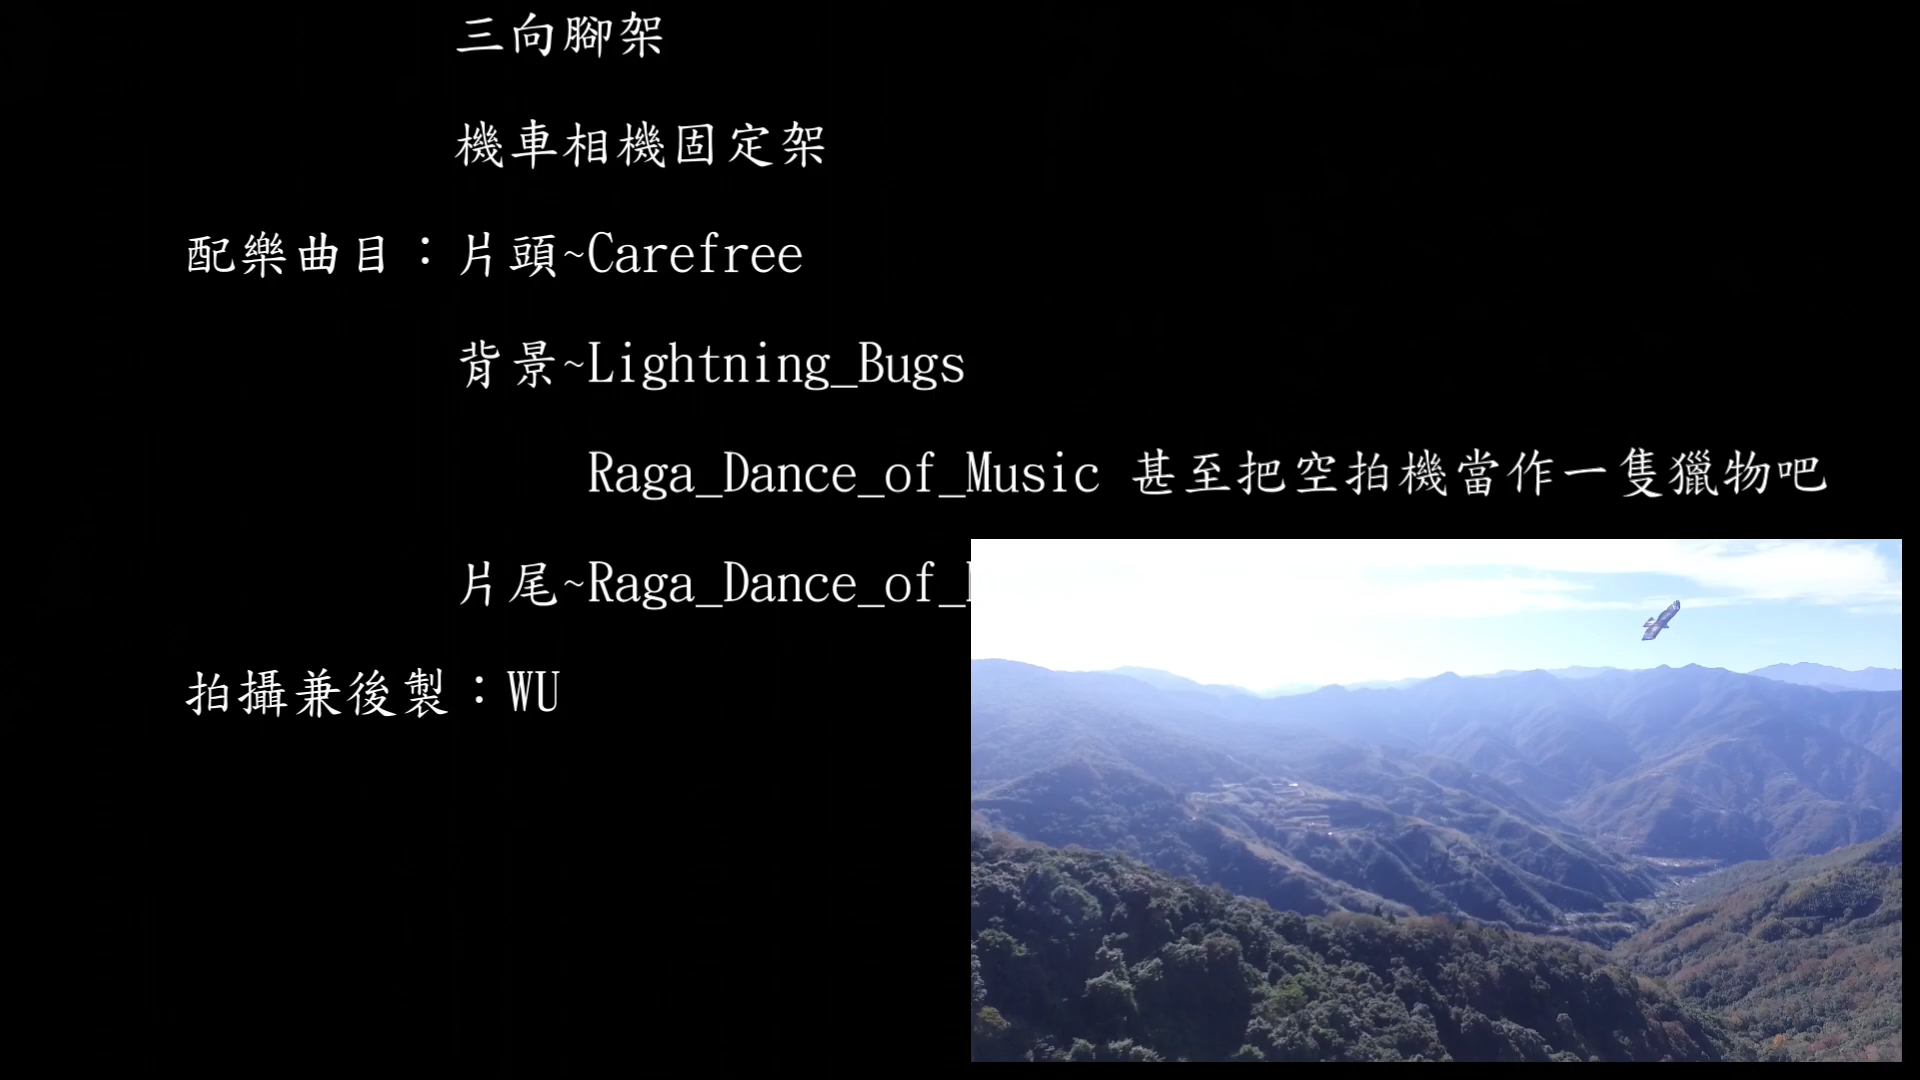 三向腳架
機車相機固定架
配樂曲目：片頭~Carefree
背景~Lightning_Bugs
Raga_Dance_of_Music 甚至把空拍機當作一隻獵物吧
片尾~Raga_Dance_of_
拍攝兼後製：WU